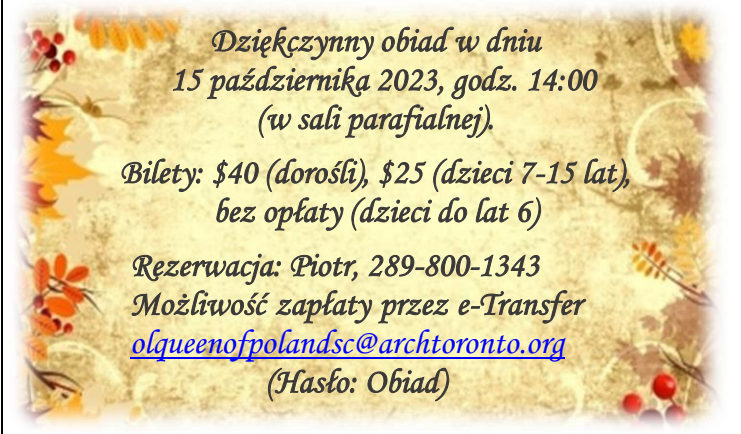 Dziękczynny obiad w dniu
15 października 2023, godz. 14:00
(w sali parafialnej).
Bilety: $40 (dorośli), $25 (dzieci 7-15 lat),
bez opłaty (dzieci do lat 6)
Rezerwacja: Piotr, 289-800-1343
Możliwość zapłaty przez e-Transfer
olqueenofpolandsc@archtoronto.org
(Hasło: Obiad)